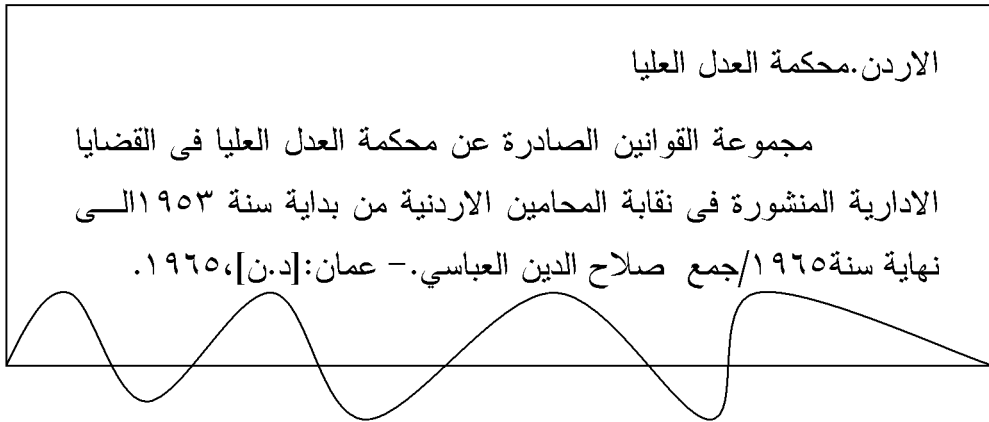 الاردن.محكمة العدل العليا
مجموعة القوانين الصادرة عن محكمة العدل العليا فى القضايا
الادارية المنشورة فى نقابة المحامين الاردنية من بداية سنة ١٩٥٣الـــى
نهاية سنة١٩٦٥/جمع صلاح الدين العباسي.– عمان:[د.ن]،١٩٦٥.